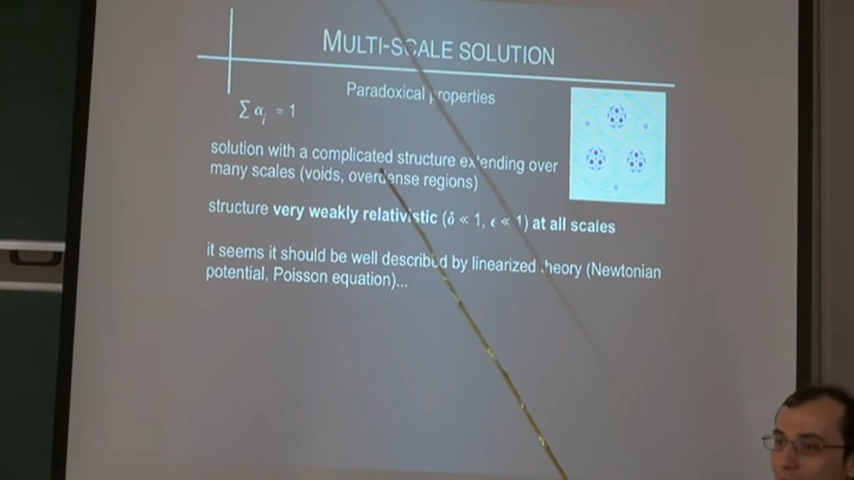 MULTI-SCALE SOLUTION
Paradoxical properties
∑ αⱼ = 1
solution with a complicated structure extending over
many scales (voids, overdense regions)
structure very weakly relativistic (δ ≪ 1, ϵ ≪ 1) at all scales
it seems it should be well described by linearized theory (Newtonian
potential, Poisson equation)...